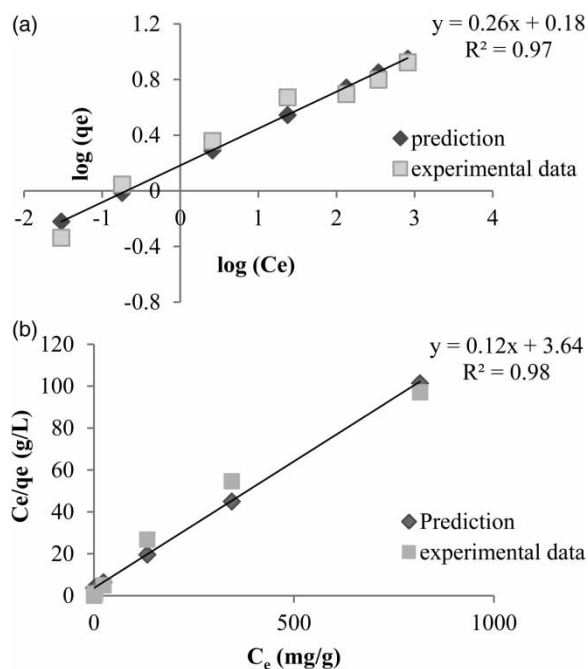 (a)
y = 0.26x + 0.18
R² = 0.97
1.2
0.8
0.4
0
-0.4
-0.8
log (qe)
prediction
experimental data
-2 -1 0 1 2 3 4
log (Ce)
(b)
y = 0.12x + 3.64
R² = 0.98
120
100
80
60
40
20
0
Ce/qe (g/L)
Prediction
experimental data
0 500 1000
Cₑ (mg/g)